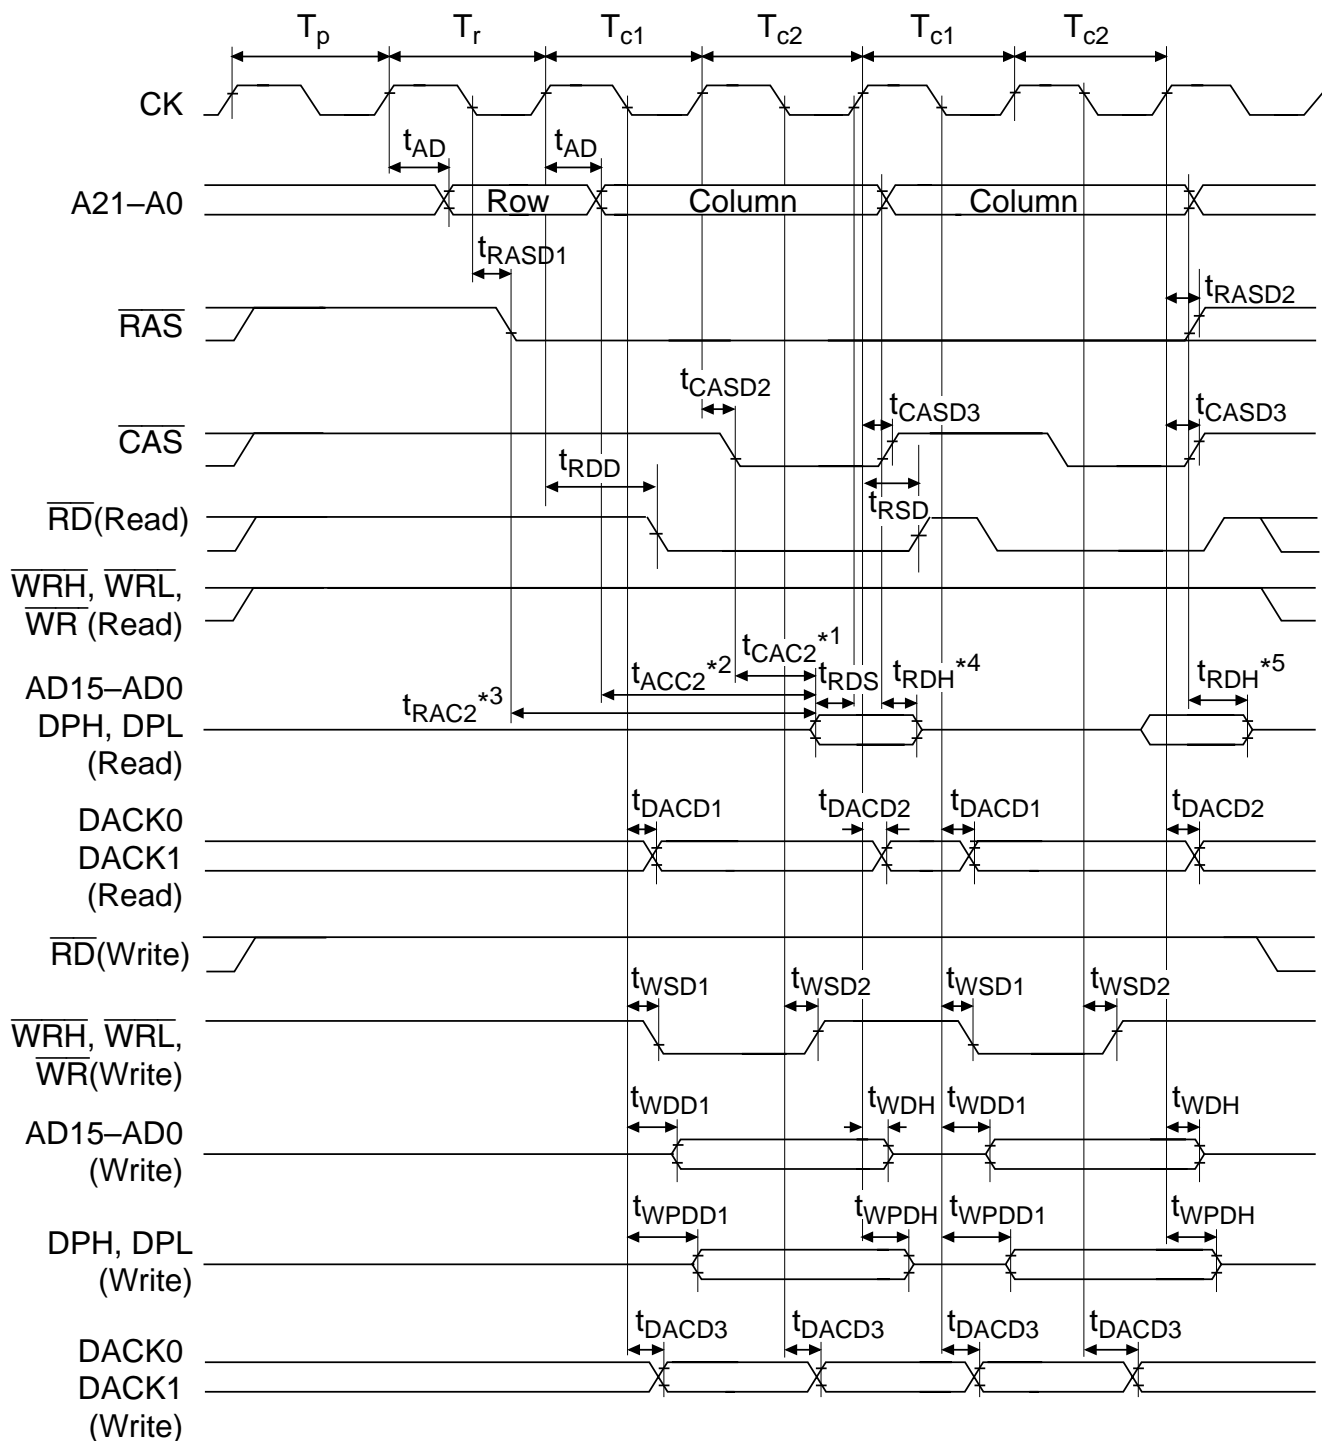 Tp Tr Tc1 Tc2 Tc1 Tc2
CK
tAD tAD
A21–A0 Row Column Column
tRASD1
RAS tRASD2
tCASD2
CAS tCASD3 tCASD3
tRDD
RD(Read) tRSD
WRH, WRL,
WR (Read)
tCAC2*1
AD15–AD0 tACC2*2 tRDS tRDH*4 tRDH*5
DPH, DPL tRAC2*3
(Read)
DACK0 tDACD1 tDACD2 tDACD1 tDACD2
DACK1
(Read)
RD(Write)
tWSD1 tWSD2 tWSD1 tWSD2
WRH, WRL,
WR(Write)
tWDD1 tWDH tWDD1 tWDH
AD15–AD0
(Write)
tWPDD1 tWPDH tWPDD1 tWPDH
DPH, DPL
(Write)
tDACD3 tDACD3 tDACD3 tDACD3
DACK0
DACK1
(Write)